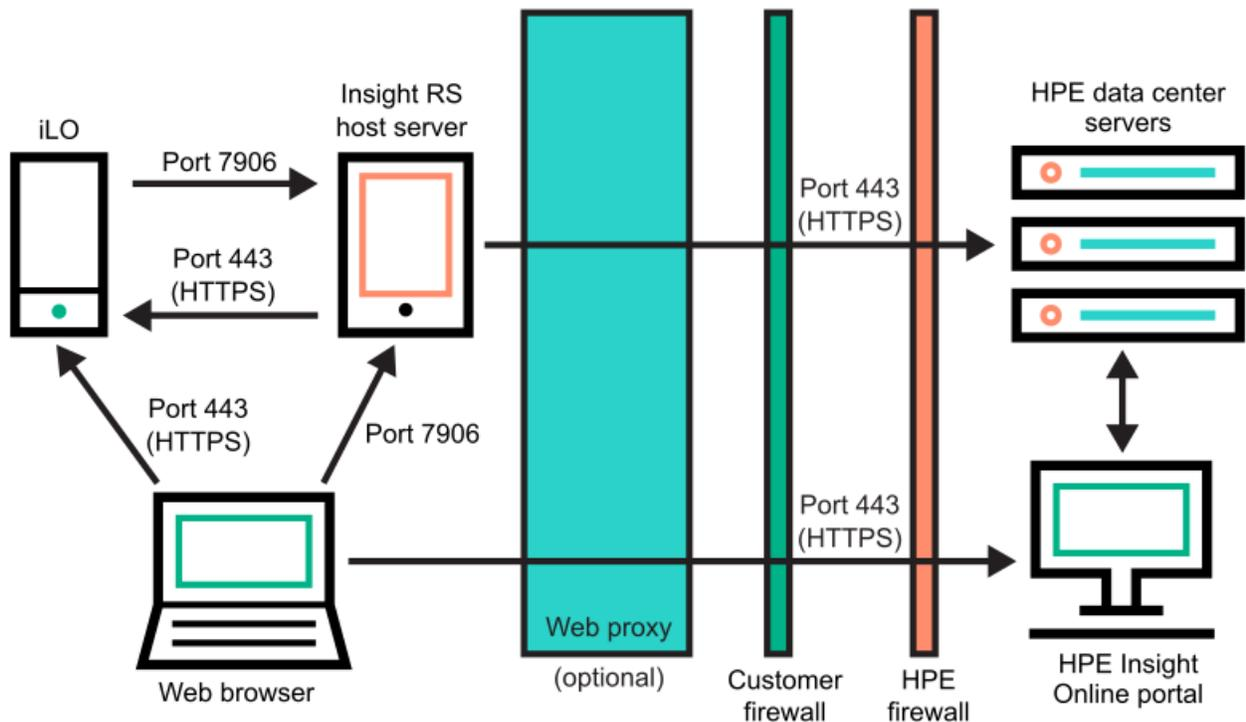 iLO
Insight RS
host server
HPE data center
servers
Port 7906
Port 443
(HTTPS)
Port 443
(HTTPS)
Port 443
(HTTPS)
Port 7906
Port 443
(HTTPS)
Web proxy
(optional)
Web browser
Customer
firewall
HPE
firewall
HPE Insight
Online portal